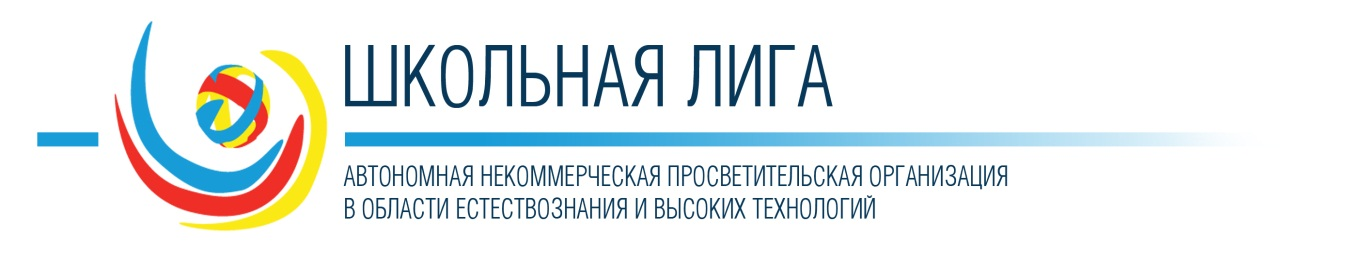 ШКОЛЬНАЯ ЛИГА
АВТОНОМНАЯ НЕКОММЕРЧЕСКАЯ ПРОСВЕТИТЕЛЬСКАЯ ОРГАНИЗАЦИЯ
В ОБЛАСТИ ЕСТЕСТВОЗНАНИЯ И ВЫСОКИХ ТЕХНОЛОГИЙ